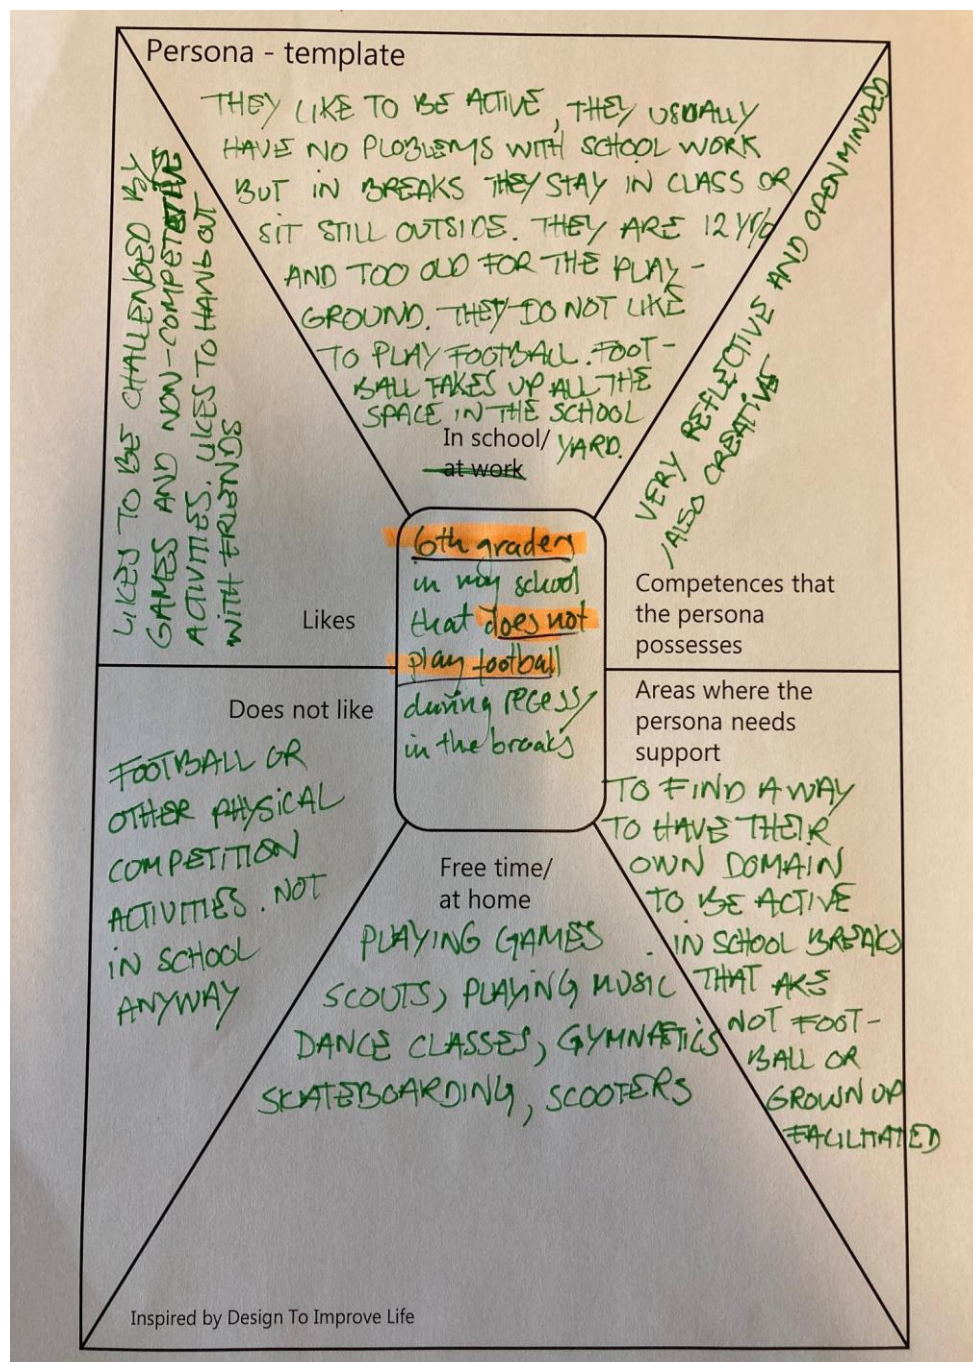 Persona - template
THEY LIKE TO BE ACTIVE, THEY USUALLY
HAVE NO PLOBLEMS WITH SCHOOL WORK
BUT IN BREAKS THEY STAY IN CLASS OR
SIT STILL OUTSIDE. THEY ARE 12 Y/O
AND TOO OLD FOR THE PLAY-
GROUND. THEY DO NOT LIKE
TO PLAY FOOTBALL. FOOT-
BALL TAKES UP ALL THE
SPACE IN THE SCHOOL
YARD.
In school/
at work
LIKES TO BE CHALLENGED BY
GAMES AND NON-COMPETETIVE
ACTIVITIES. LIKES TO HAND OUT
WITH FRIENDS
Likes
VERY REFLECTIVE AND OPENMINDED
/ALSO CREATIVE
Competences that
the persona
possesses
6th graders
in my school
that does not
play football
during recess/
in the breaks
Does not like
FOOTBALL OR
OTHER PHYSICAL
COMPETITION
ACTIVITIES. NOT
IN SCHOOL
ANYWAY
Areas where the
persona needs
support
TO FIND A WAY
TO HAVE THEIR
OWN DOMAIN
TO BE ACTIVE
IN SCHOOL BREAKS
THAT ARE
NOT FOOT-
BALL OR
GROWN UP
FACILITATED
Free time/
at home
PLAYING GAMES
SCOUTS, PLAYING MUSIC
DANCE CLASSES, GYMNASTICS
SKATEBOARDING, SCOOTERS
Inspired by Design To Improve Life